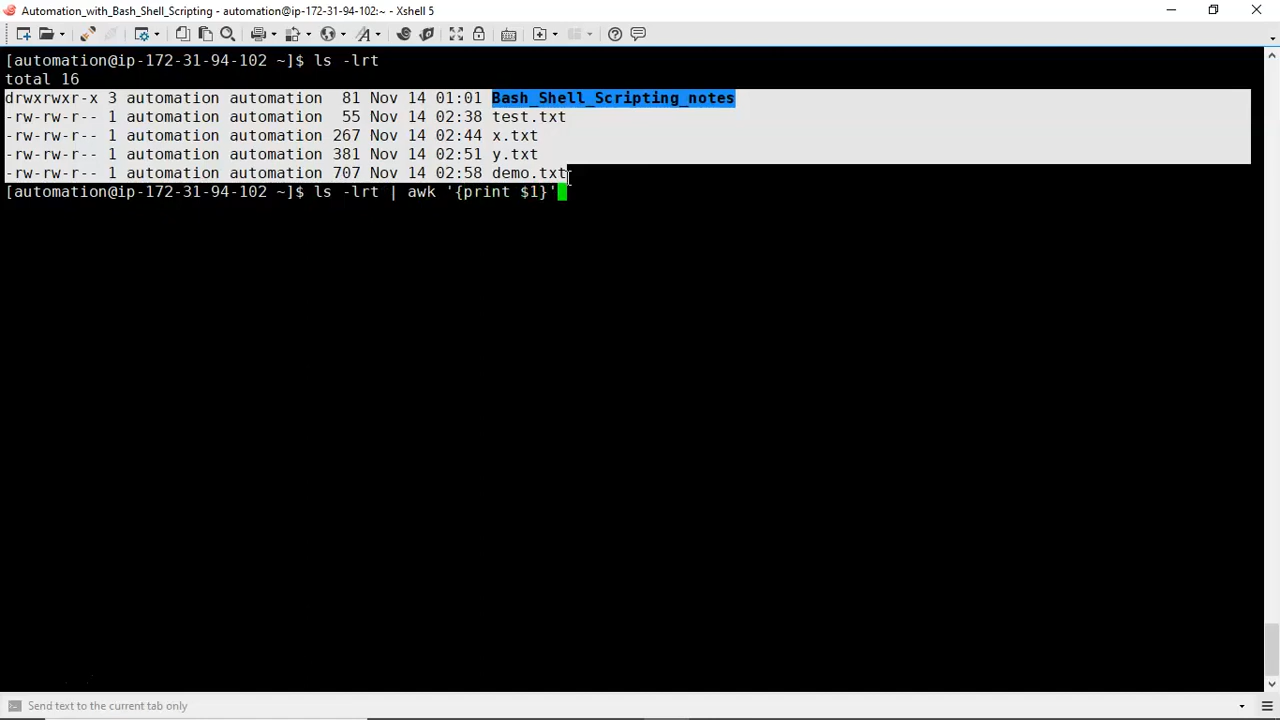 Automation_with_Bash_Shell_Scripting - automation@ip-172-31-94-102:~ - Xshell 5
[automation@ip-172-31-94-102 ~]$ ls -lrt
total 16
drwxrwxr-x 3 automation automation  81 Nov 14 01:01 Bash_Shell_Scripting_notes
-rw-rw-r-- 1 automation automation  55 Nov 14 02:38 test.txt
-rw-rw-r-- 1 automation automation 267 Nov 14 02:44 x.txt
-rw-rw-r-- 1 automation automation 381 Nov 14 02:51 y.txt
-rw-rw-r-- 1 automation automation 707 Nov 14 02:58 demo.txt
[automation@ip-172-31-94-102 ~]$ ls -lrt | awk '{print $1}'
Send text to the current tab only